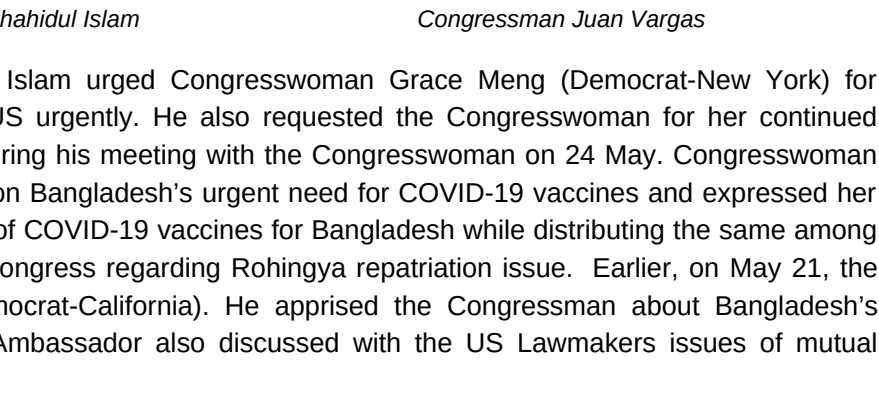 hahidul Islam Congressman Juan Vargas
Islam urged Congresswoman Grace Meng (Democrat-New York) for
US urgently. He also requested the Congresswoman for her continued
ring his meeting with the Congresswoman on 24 May. Congresswoman
on Bangladesh’s urgent need for COVID-19 vaccines and expressed her
of COVID-19 vaccines for Bangladesh while distributing the same among
ongress regarding Rohingya repatriation issue.  Earlier, on May 21, the
mocrat-California). He apprised the Congressman about Bangladesh’s
Ambassador also discussed with the US Lawmakers issues of mutual